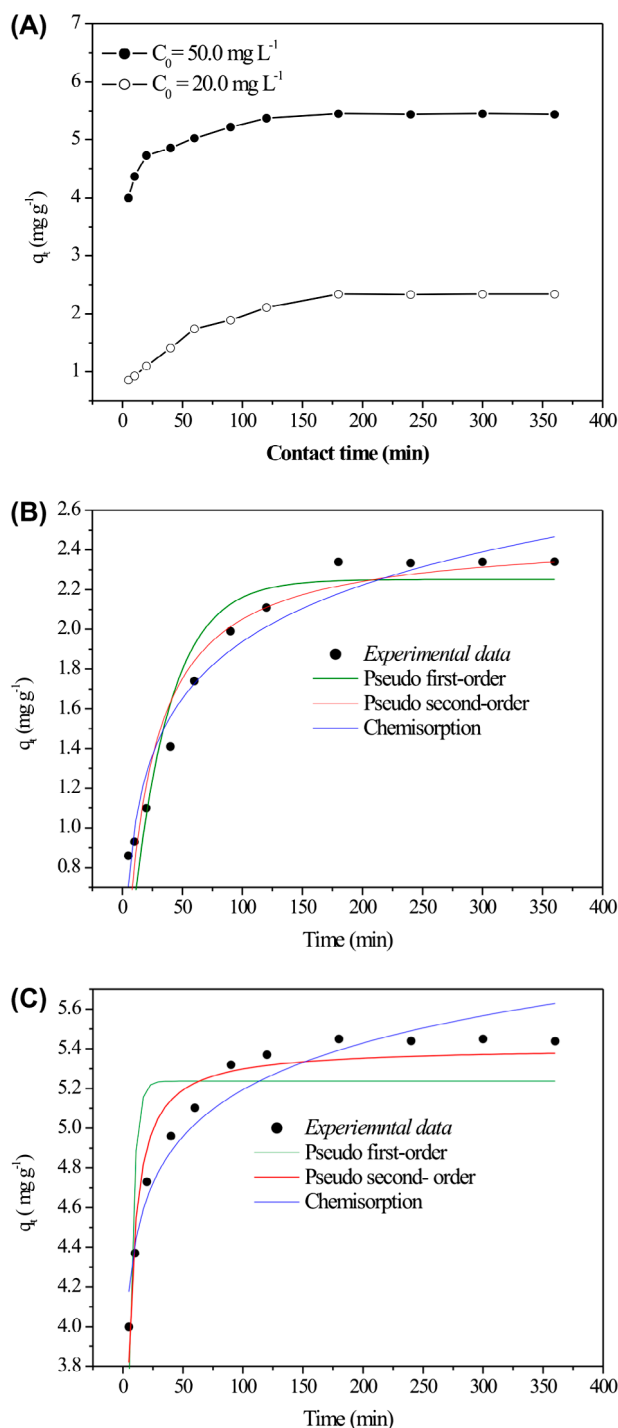 (A)
7
6
5
4
3
2
1
C₀ = 50.0 mg L⁻¹
C₀ = 20.0 mg L⁻¹
qₜ (mg g⁻¹)
0 50 100 150 200 250 300 350 400
Contact time (min)
(B)
2.6
2.4
2.2
2.0
1.8
1.6
1.4
1.2
1.0
0.8
Experimental data
Pseudo first-order
Pseudo second-order
Chemisorption
qₜ (mg g⁻¹)
0 50 100 150 200 250 300 350 400
Time (min)
(C)
5.6
5.4
5.2
5.0
4.8
4.6
4.4
4.2
4.0
3.8
Experiemntal data
Pseudo first-order
Pseudo second- order
Chemisorption
qₜ ( mg g⁻¹)
0 50 100 150 200 250 300 350 400
Time (min)